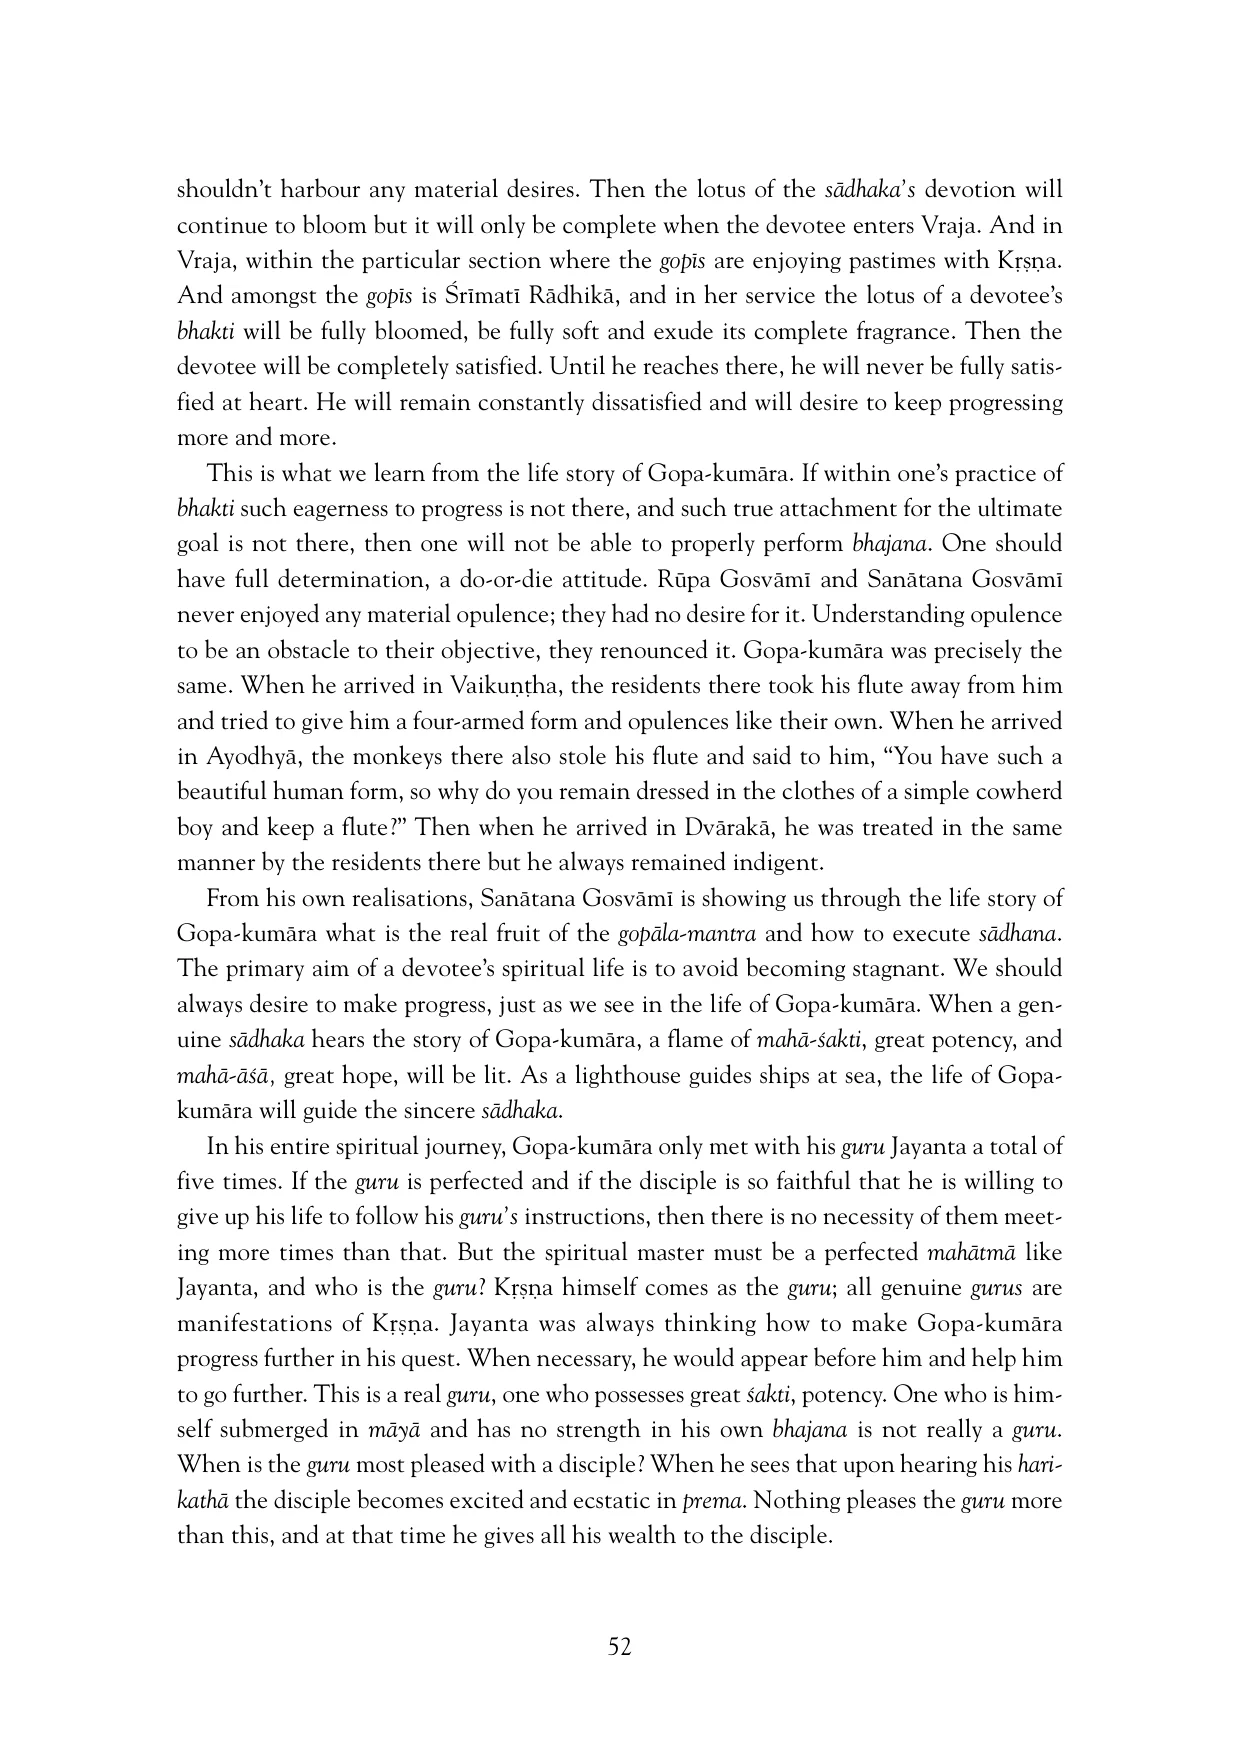 shouldn’t harbour any material desires. Then the lotus of the sādhaka’s devotion will
continue to bloom but it will only be complete when the devotee enters Vraja. And in
Vraja, within the particular section where the gopīs are enjoying pastimes with Kṛṣṇa.
And amongst the gopīs is Śrīmatī Rādhikā, and in her service the lotus of a devotee’s
bhakti will be fully bloomed, be fully soft and exude its complete fragrance. Then the
devotee will be completely satisfied. Until he reaches there, he will never be fully satis-
fied at heart. He will remain constantly dissatisfied and will desire to keep progressing
more and more.
This is what we learn from the life story of Gopa-kumāra. If within one’s practice of
bhakti such eagerness to progress is not there, and such true attachment for the ultimate
goal is not there, then one will not be able to properly perform bhajana. One should
have full determination, a do-or-die attitude. Rūpa Gosvāmī and Sanātana Gosvāmī
never enjoyed any material opulence; they had no desire for it. Understanding opulence
to be an obstacle to their objective, they renounced it. Gopa-kumāra was precisely the
same. When he arrived in Vaikuṇṭha, the residents there took his flute away from him
and tried to give him a four-armed form and opulences like their own. When he arrived
in Ayodhyā, the monkeys there also stole his flute and said to him, “You have such a
beautiful human form, so why do you remain dressed in the clothes of a simple cowherd
boy and keep a flute?” Then when he arrived in Dvārakā, he was treated in the same
manner by the residents there but he always remained indigent.
From his own realisations, Sanātana Gosvāmī is showing us through the life story of
Gopa-kumāra what is the real fruit of the gopāla-mantra and how to execute sādhana.
The primary aim of a devotee’s spiritual life is to avoid becoming stagnant. We should
always desire to make progress, just as we see in the life of Gopa-kumāra. When a gen-
uine sādhaka hears the story of Gopa-kumāra, a flame of mahā-śakti, great potency, and
mahā-āśā, great hope, will be lit. As a lighthouse guides ships at sea, the life of Gopa-
kumāra will guide the sincere sādhaka.
In his entire spiritual journey, Gopa-kumāra only met with his guru Jayanta a total of
five times. If the guru is perfected and if the disciple is so faithful that he is willing to
give up his life to follow his guru’s instructions, then there is no necessity of them meet-
ing more times than that. But the spiritual master must be a perfected mahātmā like
Jayanta, and who is the guru? Kṛṣṇa himself comes as the guru; all genuine gurus are
manifestations of Kṛṣṇa. Jayanta was always thinking how to make Gopa-kumāra
progress further in his quest. When necessary, he would appear before him and help him
to go further. This is a real guru, one who possesses great śakti, potency. One who is him-
self submerged in māyā and has no strength in his own bhajana is not really a guru.
When is the guru most pleased with a disciple? When he sees that upon hearing his hari-
kathā the disciple becomes excited and ecstatic in prema. Nothing pleases the guru more
than this, and at that time he gives all his wealth to the disciple.
52